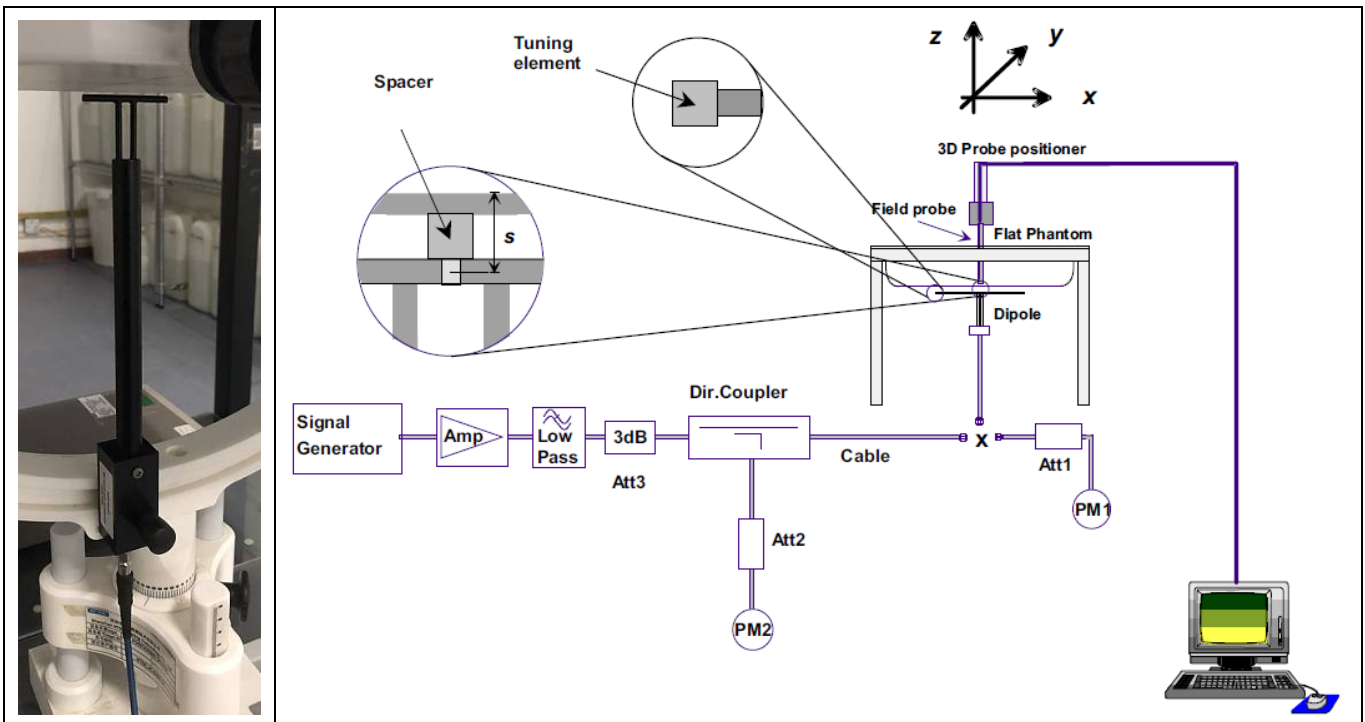 Tuning
element
Spacer
s
z
y
x
3D Probe positioner
Field probe
Flat Phantom
Dipole
Dir.Coupler
Signal
Generator
Amp
Low
Pass
3dB
Att3
Cable
x
Att1
PM1
Att2
PM2